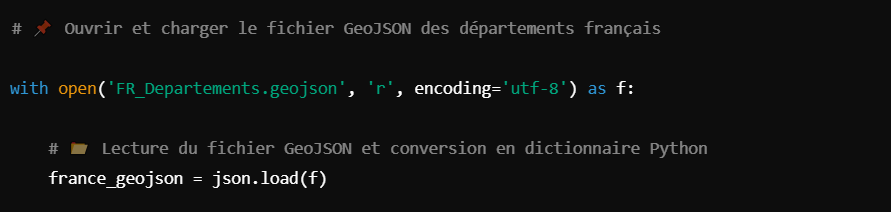 # 📌 Ouvrir et charger le fichier GeoJSON des départements français
with open('FR_Departements.geojson', 'r', encoding='utf-8') as f:
# 📂 Lecture du fichier GeoJSON et conversion en dictionnaire Python
france_geojson = json.load(f)